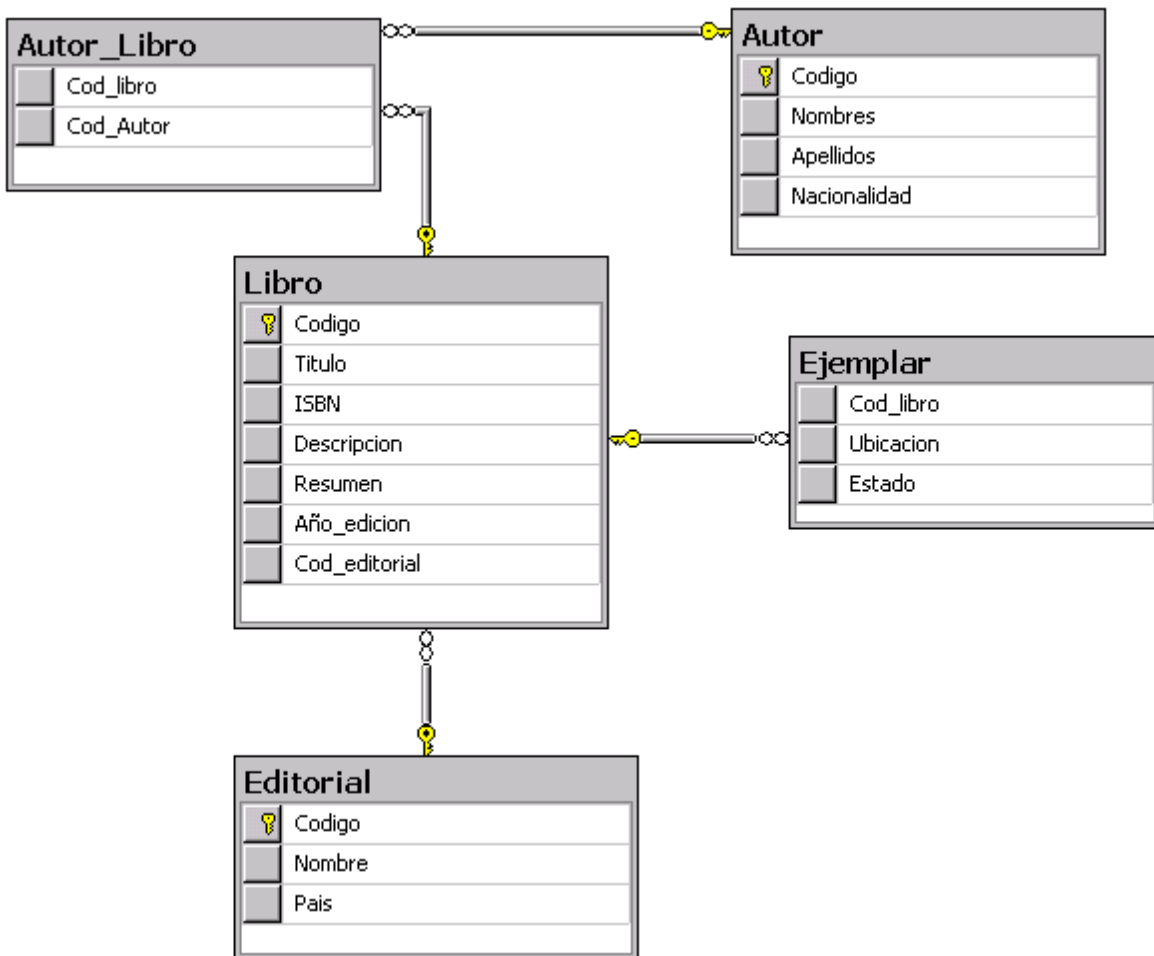 Autor_Libro
Cod_libro
Cod_Autor
Autor
Codigo
Nombres
Apellidos
Nacionalidad
Libro
Codigo
Titulo
ISBN
Descripcion
Resumen
Año_edicion
Cod_editorial
Ejemplar
Cod_libro
Ubicacion
Estado
Editorial
Codigo
Nombre
Pais